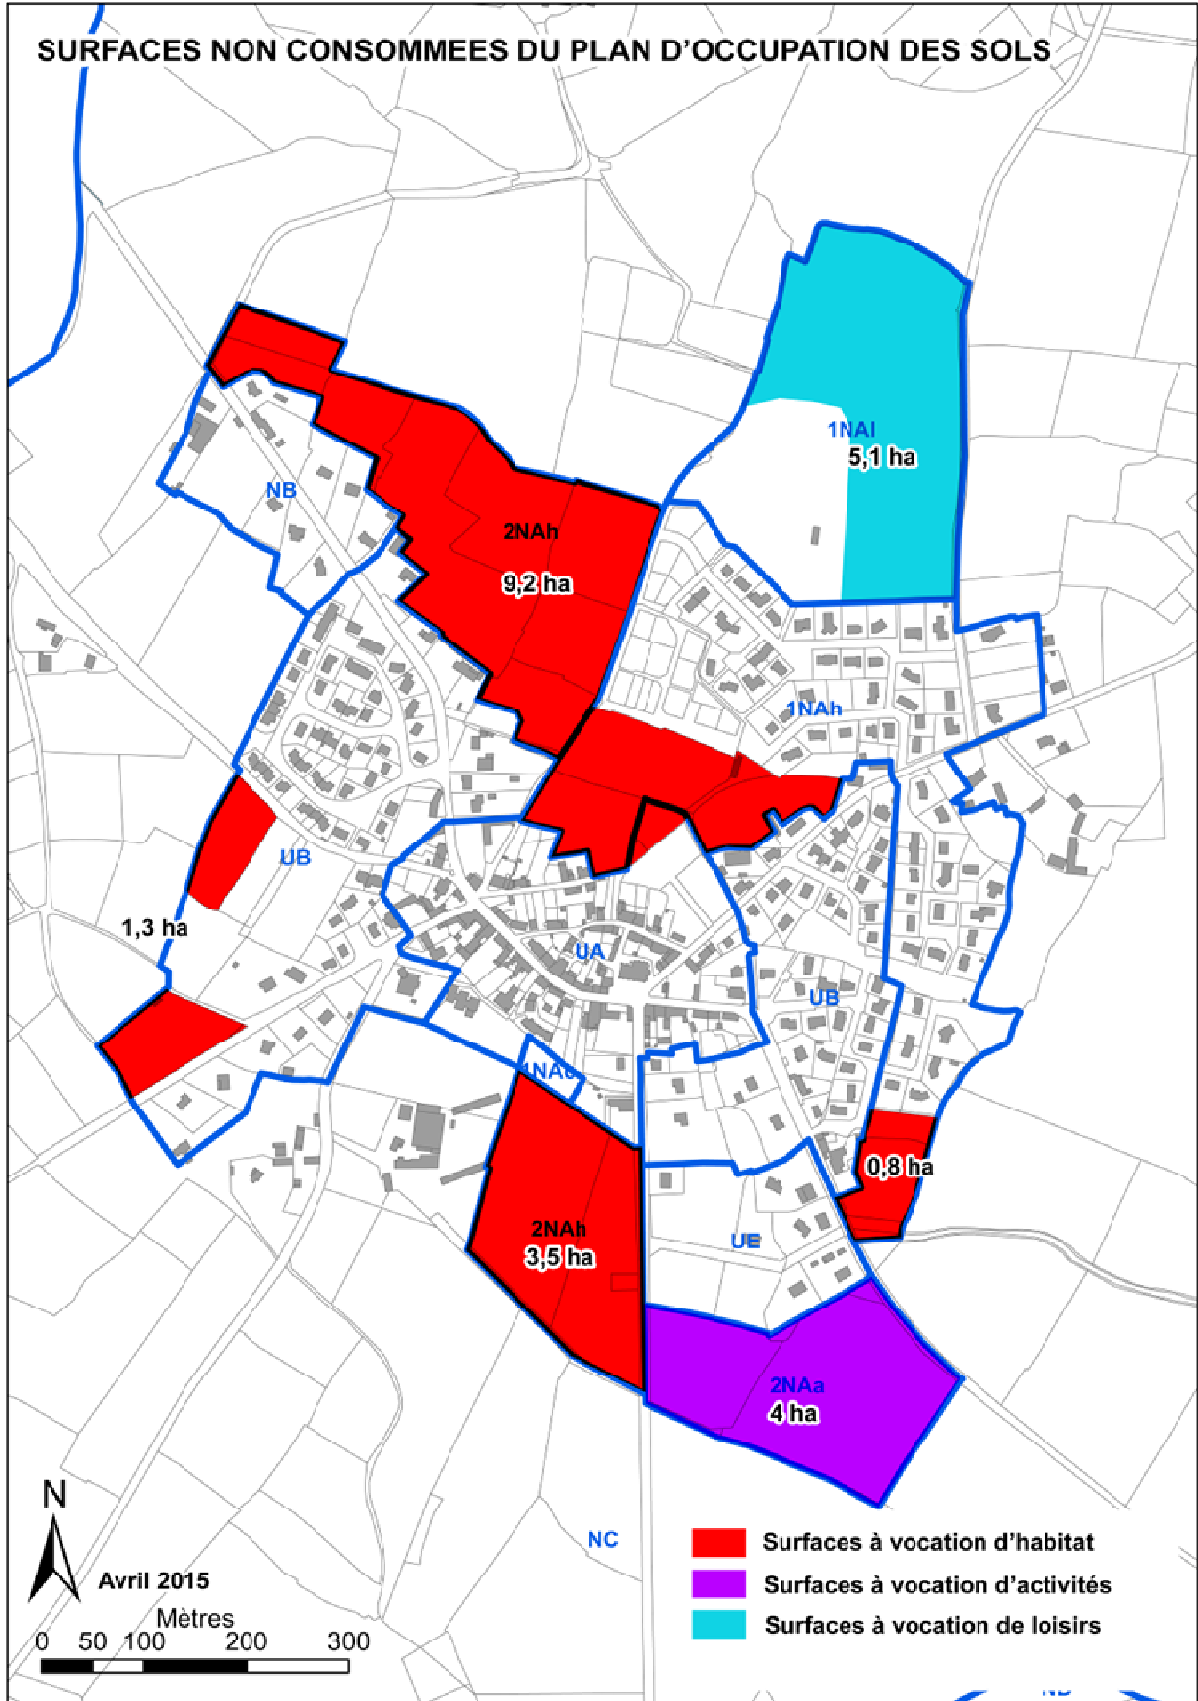 SURFACES NON CONSOMMEES DU PLAN D'OCCUPATION DES SOLS
1NAl
5,1 ha
NB
2NAh
9,2 ha
1NAh
UB
1,3 ha
UA
UB
0,8 ha
2NAh
3,5 ha
UE
2NAa
4 ha
NC
N
Avril 2015
Mètres
0 50 100 200 300
Surfaces à vocation d'habitat
Surfaces à vocation d'activités
Surfaces à vocation de loisirs